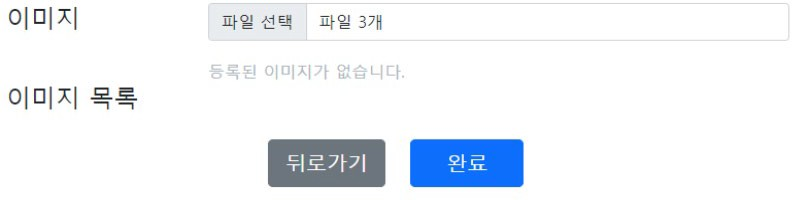 이미지
파일 선택 파일 3개
등록된 이미지가 없습니다.
이미지 목록
뒤로가기 완료